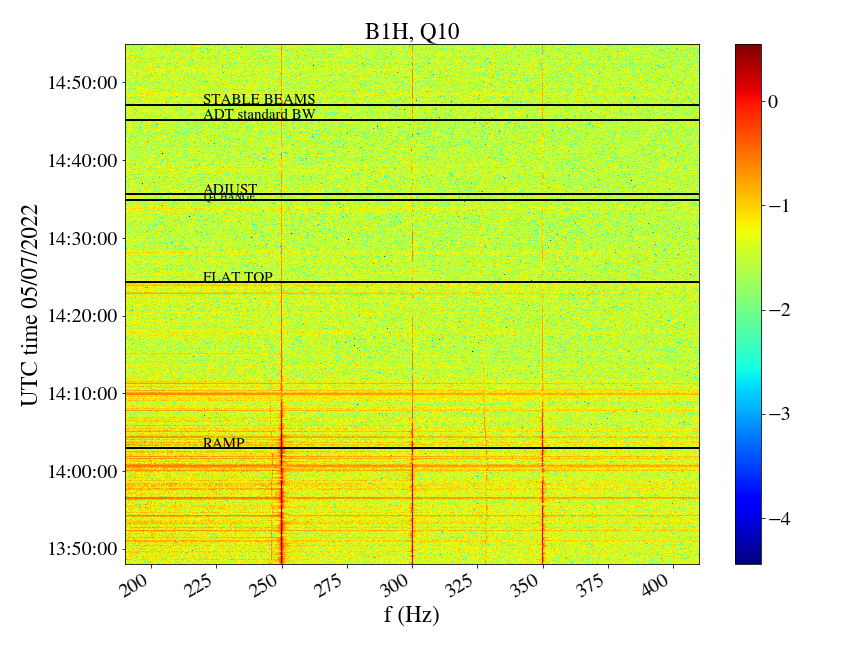 B1H, Q10
14:50:00
STABLE BEAMS
ADT standard BW
14:40:00
ADJUST
QCHANGE
14:30:00
FLAT TOP
14:20:00
14:10:00
RAMP
14:00:00
13:50:00
UTC time 05/07/2022
200 225 250 275 300 325 350 375 400
f (Hz)
0
−1
−2
−3
−4